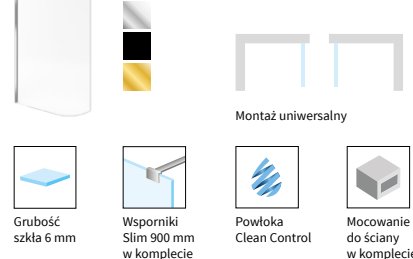 Montaż uniwersalny
Grubość
szkła 6 mm
Wsporniki
Slim 900 mm
w komplecie
Powłoka
Clean Control
Mocowanie
do ściany
w komplecie